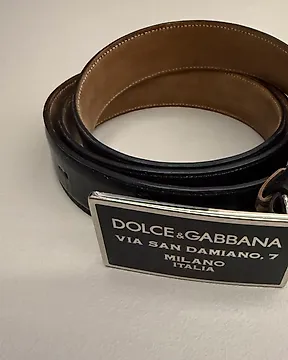 DOLCE & GABBANA
VIA SAN DAMIANO, 7
MILANO
ITALIA